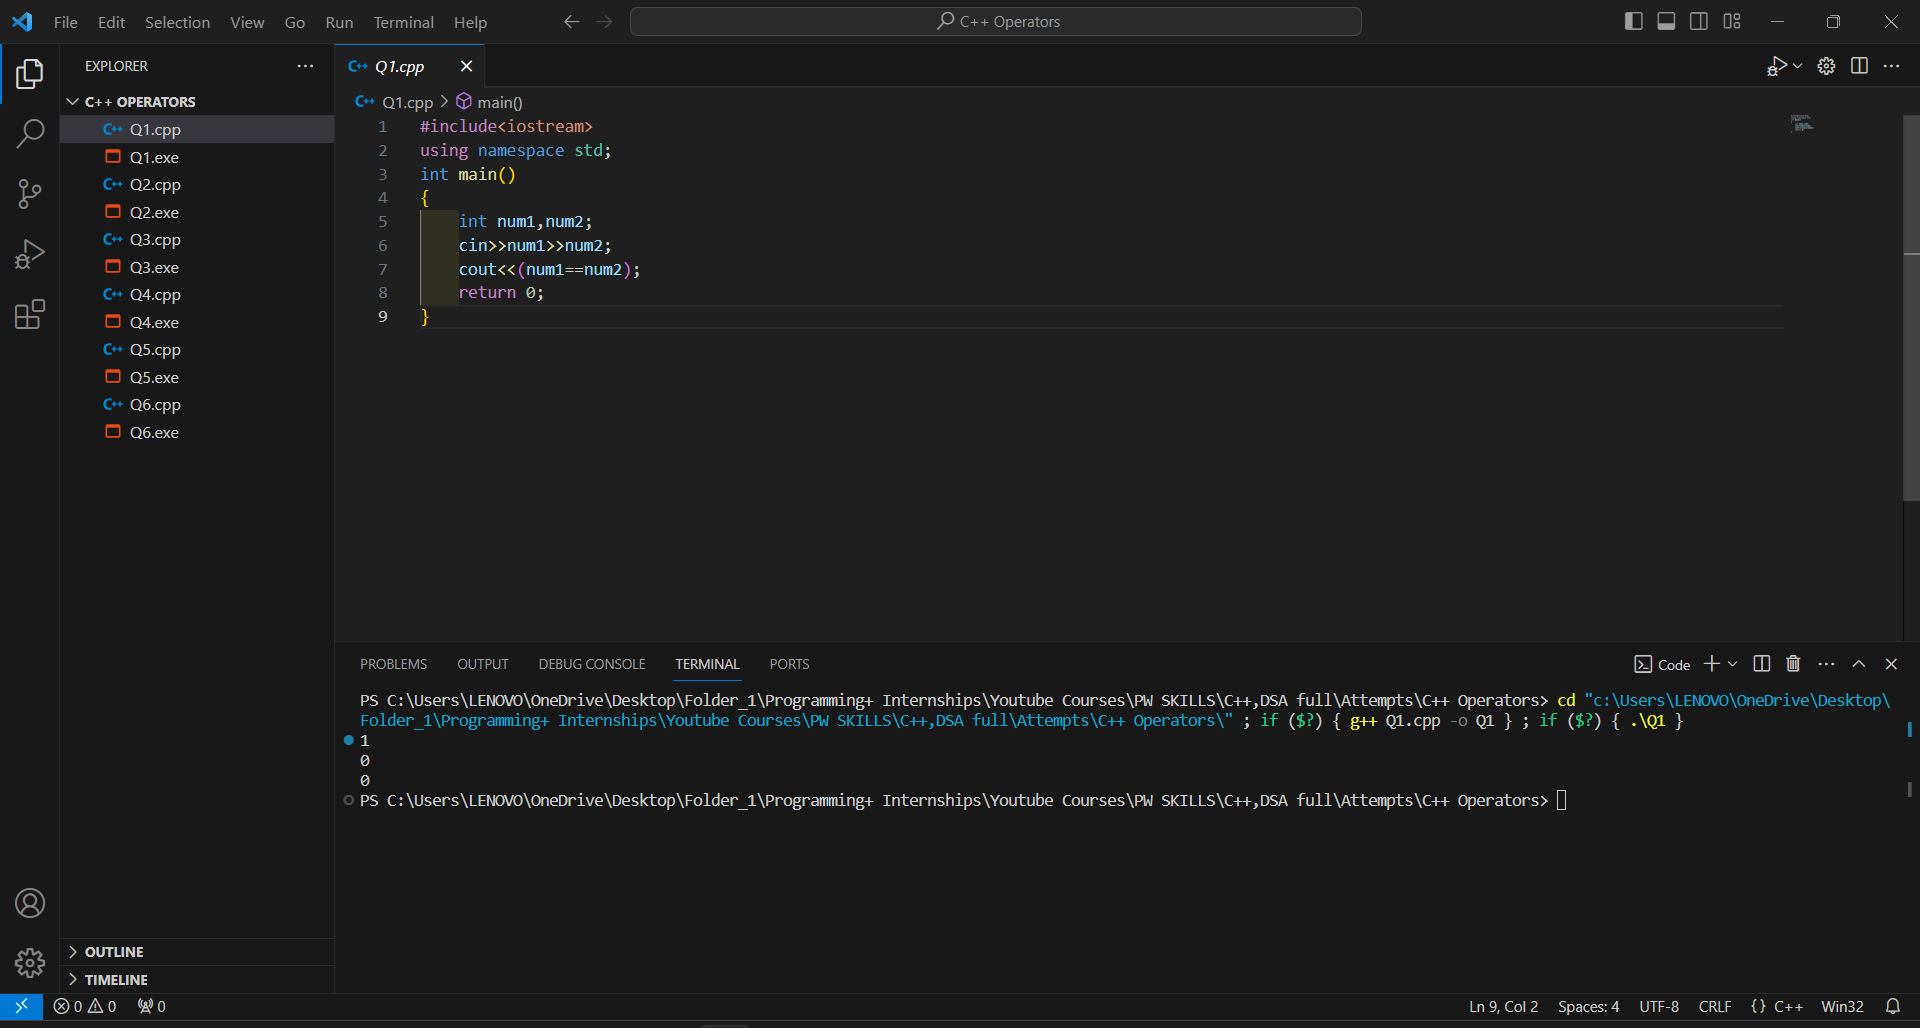 File Edit Selection View Go Run Terminal Help C++ Operators
EXPLORER
C++ OPERATORS
C++ Q1.cpp
Q1.exe
C++ Q2.cpp
Q2.exe
C++ Q3.cpp
Q3.exe
C++ Q4.cpp
Q4.exe
C++ Q5.cpp
Q5.exe
C++ Q6.cpp
Q6.exe
OUTLINE
TIMELINE
C++ Q1.cpp
C++ Q1.cpp > main()
1 #include<iostream>
2 using namespace std;
3 int main()
4 {
5 int num1,num2;
6 cin>>num1>>num2;
7 cout<<(num1==num2);
8 return 0;
9 }
PROBLEMS OUTPUT DEBUG CONSOLE TERMINAL PORTS Code
PS C:\Users\LENOVO\OneDrive\Desktop\Folder_1\Programming+ Internships\Youtube Courses\PW SKILLS\C++,DSA full\Attempts\C++ Operators> cd "c:\Users\LENOVO\OneDrive\Desktop\
Folder_1\Programming+ Internships\Youtube Courses\PW SKILLS\C++,DSA full\Attempts\C++ Operators\" ; if ($?) { g++ Q1.cpp -o Q1 } ; if ($?) { .\Q1 }
1
0
0
PS C:\Users\LENOVO\OneDrive\Desktop\Folder_1\Programming+ Internships\Youtube Courses\PW SKILLS\C++,DSA full\Attempts\C++ Operators>
0 0 0 Ln 9, Col 2 Spaces: 4 UTF-8 CRLF {} C++ Win32